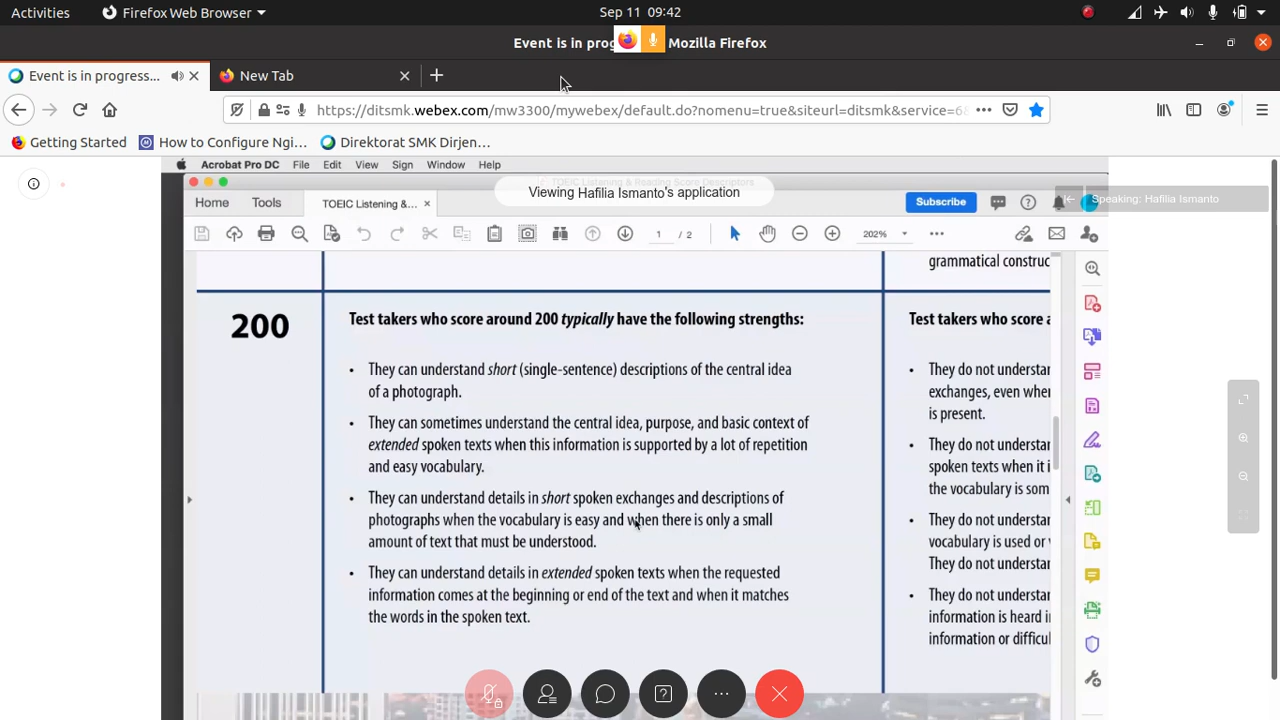 Activities
Firefox Web Browser
Sep 11 09:42
Event is in prog
Mozilla Firefox
Event is in progress...
New Tab
https://ditsmk.webex.com/mw3300/mywebex/default.do?nomenu=true&siteurl=ditsmk&service=6
Getting Started
How to Configure Ngi...
Direktorat SMK Dirjen...
Acrobat Pro DC File Edit View Sign Window Help
TOEIC Listening & Reading Score Descriptors
Viewing Hafilia Ismanto's application
Speaking: Hafilia Ismanto
Home Tools TOEIC Listening &... Subscribe
1 / 2 202%
grammatical construc
200
Test takers who score around 200 typically have the following strengths:
• They can understand short (single-sentence) descriptions of the central idea
of a photograph.
• They can sometimes understand the central idea, purpose, and basic context of
extended spoken texts when this information is supported by a lot of repetition
and easy vocabulary.
• They can understand details in short spoken exchanges and descriptions of
photographs when the vocabulary is easy and when there is only a small
amount of text that must be understood.
• They can understand details in extended spoken texts when the requested
information comes at the beginning or end of the text and when it matches
the words in the spoken text.
Test takers who score a
• They do not understan
exchanges, even when
is present.
• They do not understan
spoken texts when it i
the vocabulary is som
• They do not understan
vocabulary is used or
They do not understan
• They do not understan
information is heard i
information or difficul